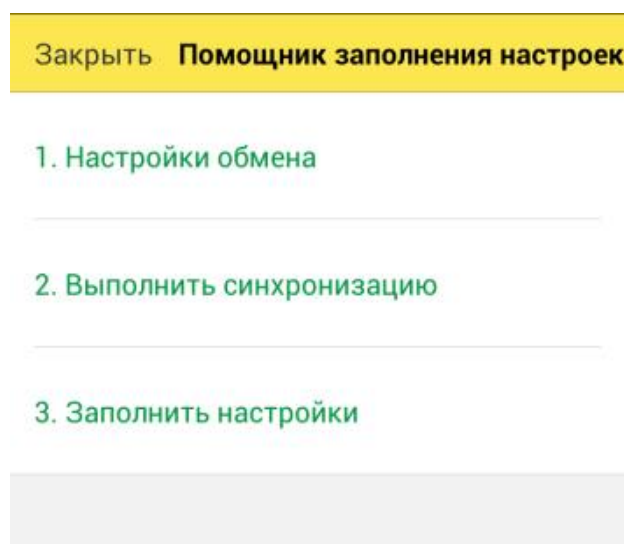 Закрыть Помощник заполнения настроек
1. Настройки обмена
2. Выполнить синхронизацию
3. Заполнить настройки